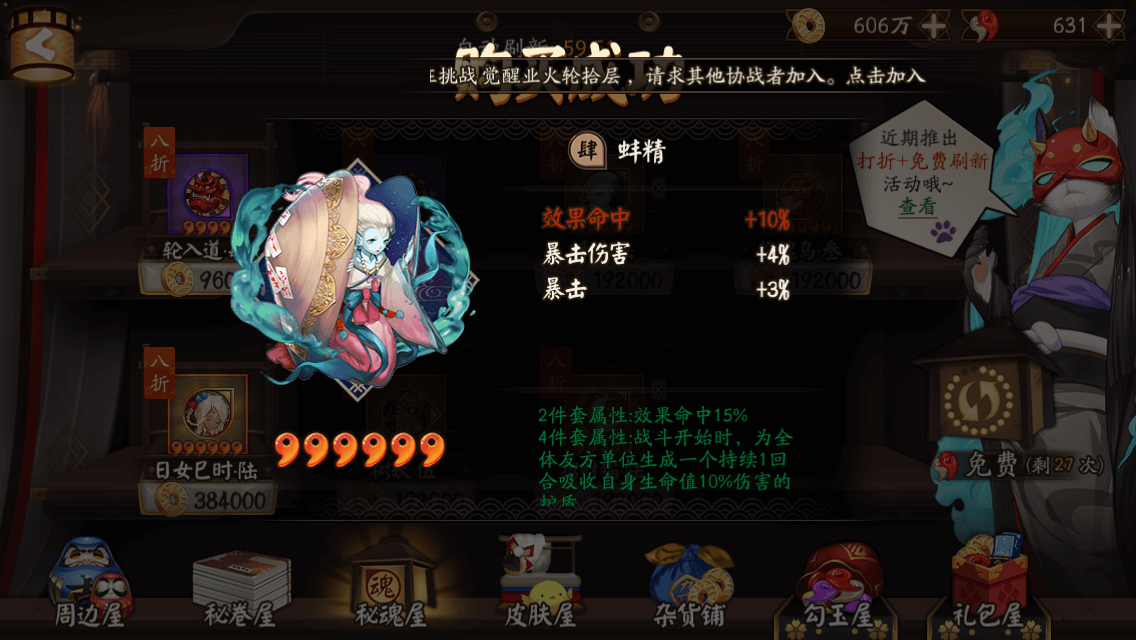 606万
631
自动刷新
购买成功
挑战觉醒业火轮拾层，请求其他协战者加入。点击加入
近期推出
打折+免费刷新
活动哦~
查看
肆 蚌精
效果命中 +10%
暴击伤害 +4%
暴击 +3%
2件套属性:效果命中15%
4件套属性:战斗开始时，为全
体友方单位生成一个持续1回
合吸收自身生命值10%伤害的
护盾
八折
轮入道
960
192000
192000
八折
日女巳时·陆
384000
免费(剩27次)
周边屋
秘卷屋
魂
秘魂屋
皮肤屋
杂货铺
勾玉屋
礼包屋